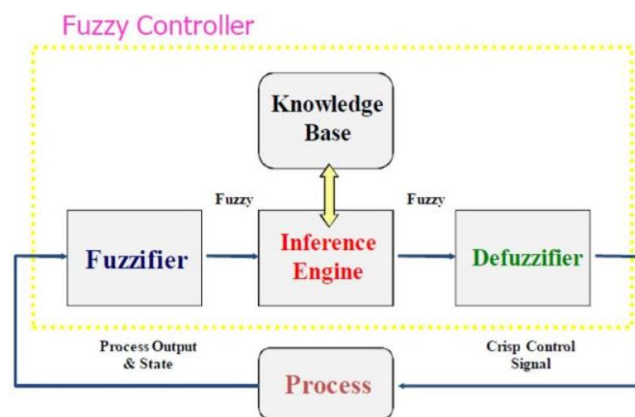 Fuzzy Controller
Knowledge
Base
Fuzzy
Fuzzy
Fuzzifier
Inference
Engine
Defuzzifier
Process Output
& State
Process
Crisp Control
Signal